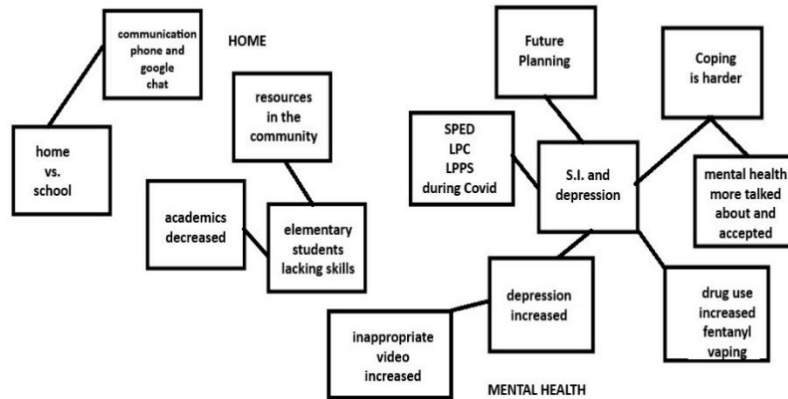 communication
phone and
google
chat
HOME
home
vs.
school
resources
in the
community
academics
decreased
elementary
students
lacking skills
Future
Planning
Coping
is harder
SPED
LPC
LPPS
during Covid
S.I. and
depression
mental health
more talked
about and
accepted
depression
increased
drug use
increased
fentanyl
vaping
inappropriate
video
increased
MENTAL HEALTH